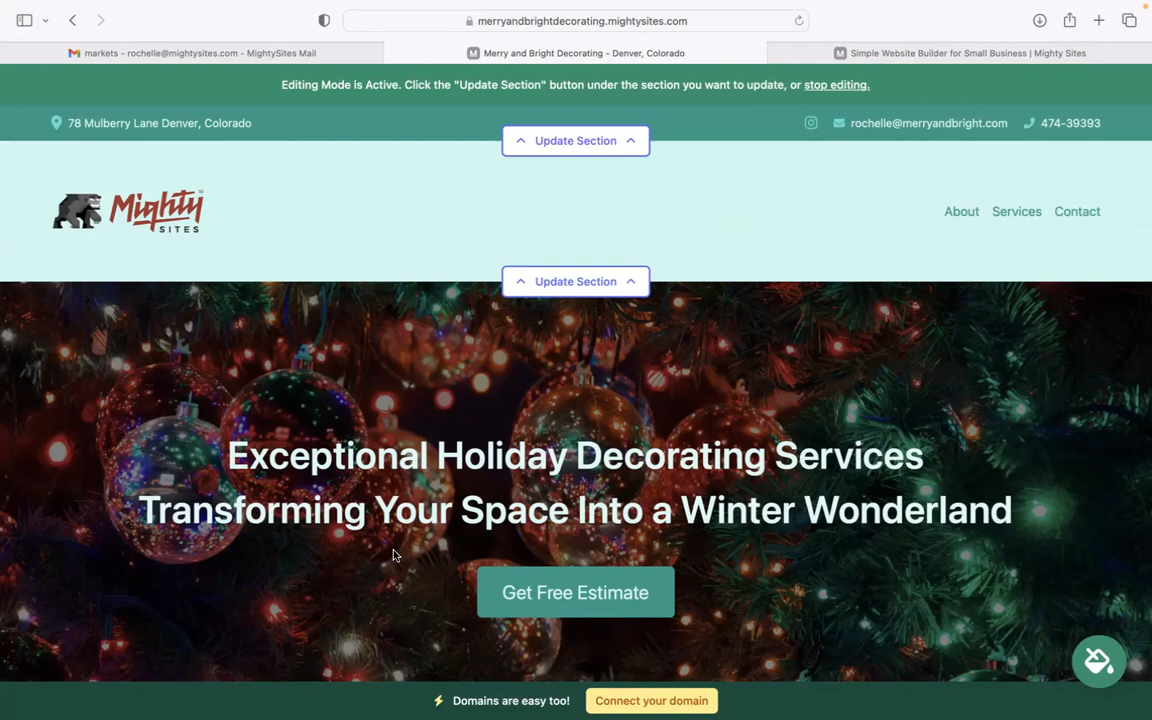 merryandbrightdecorating.mightysites.com
markets - rochelle@mightysites.com - MightySites Mail
Merry and Bright Decorating - Denver, Colorado
Simple Website Builder for Small Business | Mighty Sites
Editing Mode is Active. Click the "Update Section" button under the section you want to update, or stop editing.
78 Mulberry Lane Denver, Colorado
rochelle@merryandbright.com
474-39393
Update Section
Mighty
SITES
About Services Contact
Update Section
Exceptional Holiday Decorating Services
Transforming Your Space Into a Winter Wonderland
Get Free Estimate
Domains are easy too!
Connect your domain